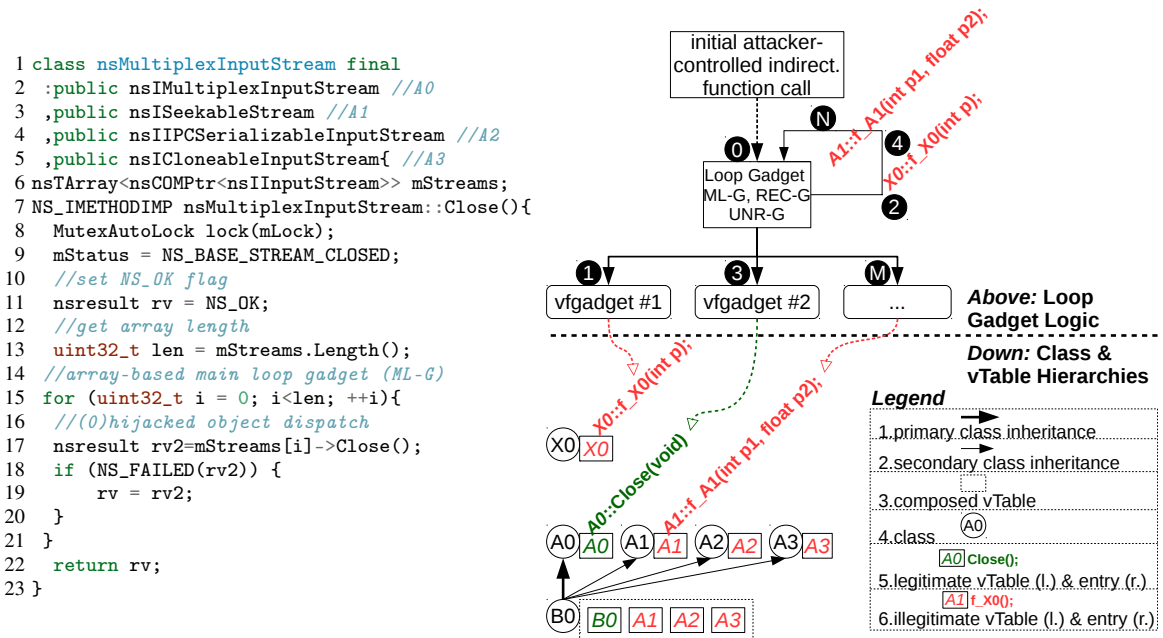 1 class nsMultiplexInputStream final
2 :public nsIMultiplexInputStream //A0
3 ,public nsISeekableStream //A1
4 ,public nsIIPCSerializableInputStream //A2
5 ,public nsICloneableInputStream{ //A3
6 nsTArray<nsCOMPtr<nsIInputStream>> mStreams;
7 NS_IMETHODIMP nsMultiplexInputStream::Close(){
8 MutexAutoLock lock(mLock);
9 mStatus = NS_BASE_STREAM_CLOSED;
10 //set NS_OK flag
11 nsresult rv = NS_OK;
12 //get array length
13 uint32_t len = mStreams.Length();
14 //array-based main loop gadget (ML-G)
15 for (uint32_t i = 0; i<len; ++i){
16 //(0)hijacked object dispatch
17 nsresult rv2=mStreams[i]->Close();
18 if (NS_FAILED(rv2)) {
19 rv = rv2;
20 }
21 }
22 return rv;
23 }
initial attacker-
controlled indirect.
function call
A1::f_A1(int p1, float p2);
X0::f_X0(int p);
N
4
0
2
Loop Gadget
ML-G, REC-G
UNR-G
1
3
M
vfgadget #1
vfgadget #2
...
Above: Loop
Gadget Logic
Down: Class &
vTable Hierarchies
X0::f_X0(int p);
A0::Close(void)
A1::f_A1(int p1, float p2);
X0 X0
A0 A0 A1 A1 A2 A2 A3 A3
B0 B0 A1 A2 A3
Legend
1.primary class inheritance
2.secondary class inheritance
3.composed vTable
4.class A0
A0 Close();
5.legitimate vTable (l.) & entry (r.)
A1 f_X0();
6.illegitimate vTable (l.) & entry (r.)